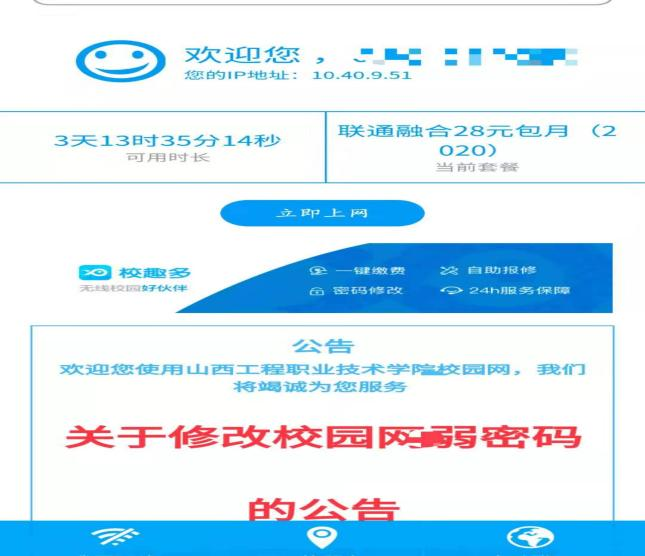 欢迎您，
您的IP地址：10.40.9.51
3天13时35分14秒
可用时长
联通融合28元包月（2
020）
当前套餐
立即上网
校趣多
无线校园好伙伴
一键缴费
自助报修
密码修改
24h服务保障
公告
欢迎您使用山西工程职业技术学院校园网，我们
将竭诚为您服务
关于修改校园网弱密码
的公告